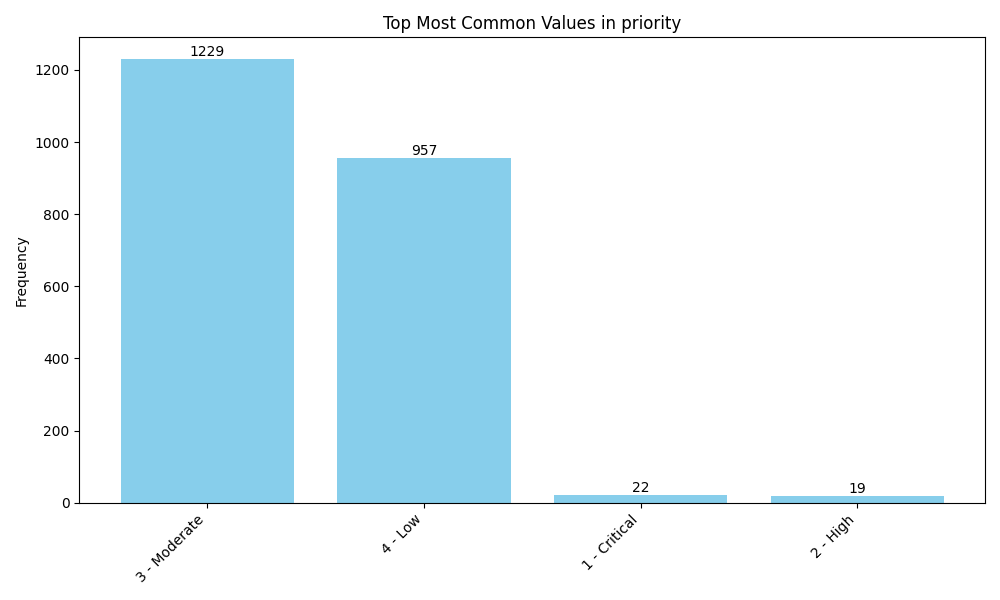 Top Most Common Values in priority
1229
957
22
19
1200
1000
800
600
400
200
0
Frequency
3 - Moderate
4 - Low
1 - Critical
2 - High